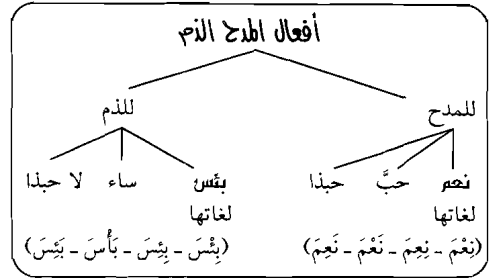 أفعال المدح الذم
للمدح للذم
نعم حبَّ حبذا بئس ساء لا حبذا
لغاتها لغاتها
(نِعْمَ - نِعِمَ - نَعْمَ - نَعِمَ) (بِئْسَ - بِئِسَ - بَأْسَ - بَئِسَ)